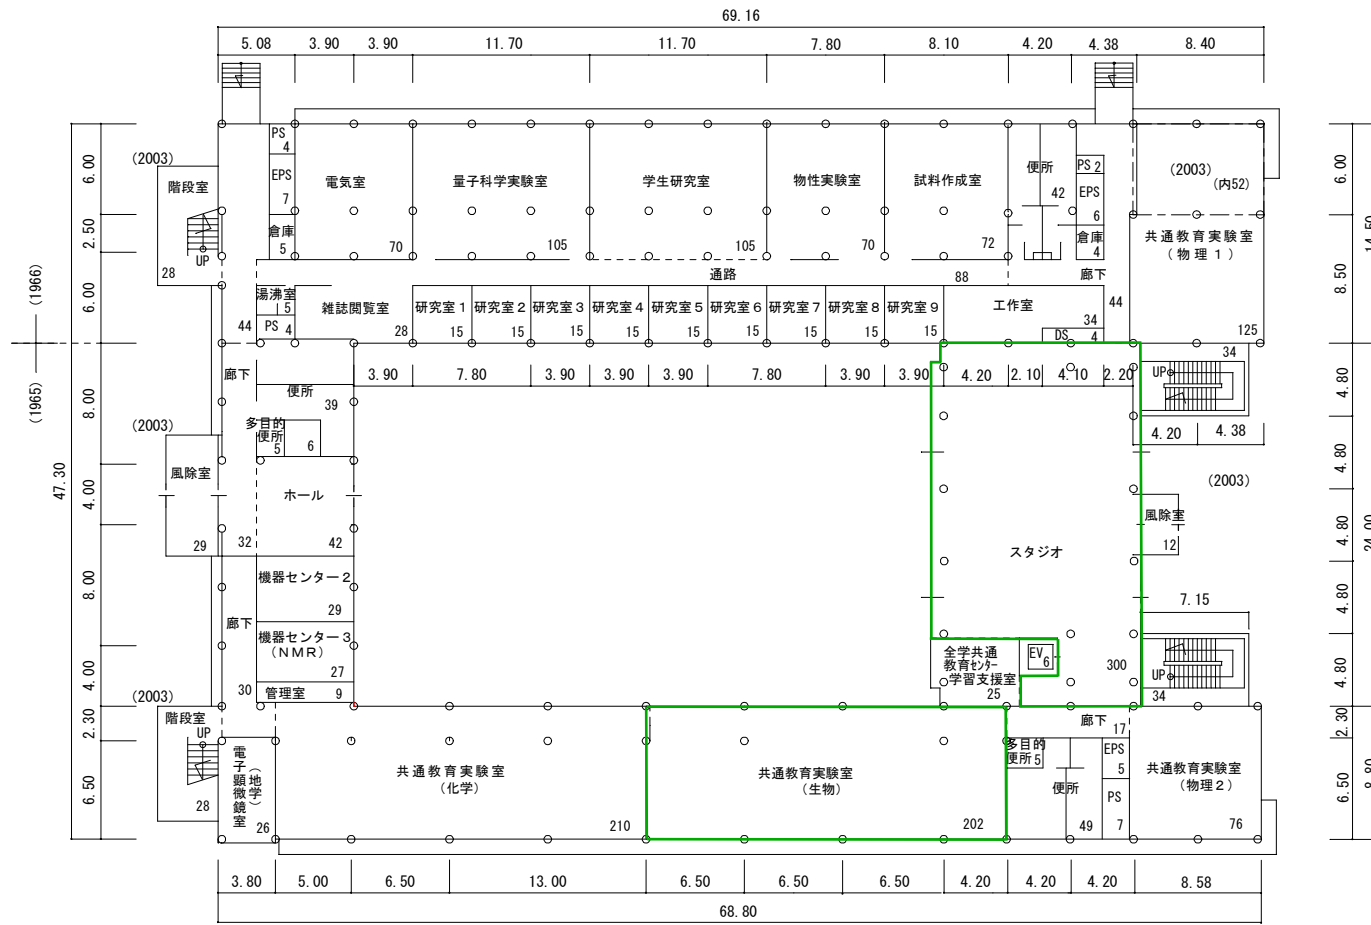 69.16
5.08 3.90 3.90 11.70 11.70 7.80 8.10 4.20 4.38 8.40
47.30
6.00
2.50
6.00
8.00
4.00
8.00
4.00
2.30
6.50
(1966)
(1965)
(2003)
階段室
UP
28
PS
4
EPS
7
倉庫
5
電気室
70
量子科学実験室
105
学生研究室
105
物性実験室
70
試料作成室
72
便所
42
PS 2
EPS
6
倉庫
4
(2003)
(内52)
共通教育実験室
(物理1)
125
通路
88
廊下
44
湯沸室
5
PS 4
44
雑誌閲覧室
28
研究室1
15
研究室2
15
研究室3
15
研究室4
15
研究室5
15
研究室6
15
研究室7
15
研究室8
15
研究室9
15
工作室
34
DS 4
3.90 7.80 3.90 3.90 3.90 7.80 3.90 3.90 4.20 2.10 4.10 2.20
34
UP
4.20 4.38
廊下
便所
39
多目的
便所
5
6
(2003)
風除室
29
ホール
32
42
機器センター2
29
廊下
機器センター3
(NMR)
27
30
管理室
9
(2003)
風除室
12
スタジオ
300
7.15
UP
34
全学共通
教育センター
学習支援室
25
EV
6
(2003)
階段室
UP
28
電子顕微鏡室
(地学)
26
共通教育実験室
(化学)
210
共通教育実験室
(生物)
202
廊下
17
多目的
便所5
便所
49
EPS
5
PS
7
共通教育実験室
(物理2)
76
6.00
8.50
14.50
4.80
4.80
4.80
4.80
4.80
24.00
2.30
6.50
8.80
3.80 5.00 6.50 13.00 6.50 6.50 6.50 4.20 4.20 4.20 8.58
68.80